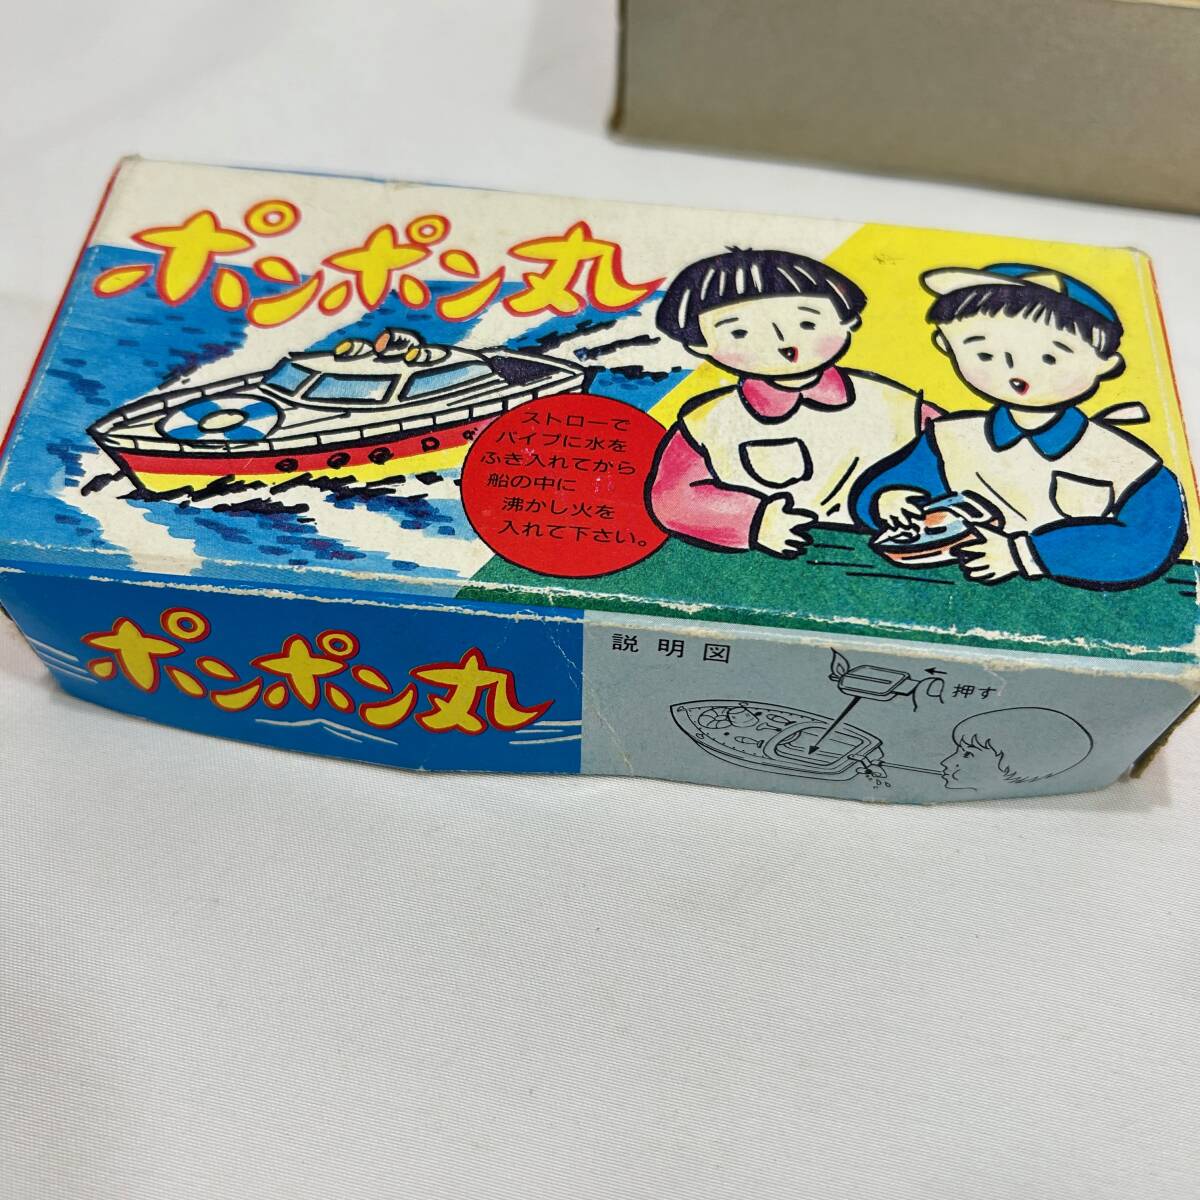 ポンポン丸
ストローで
パイプに水を
ふき入れてから
船の中に
沸かし火を
入れて下さい。
ポンポン丸
説明図
押す